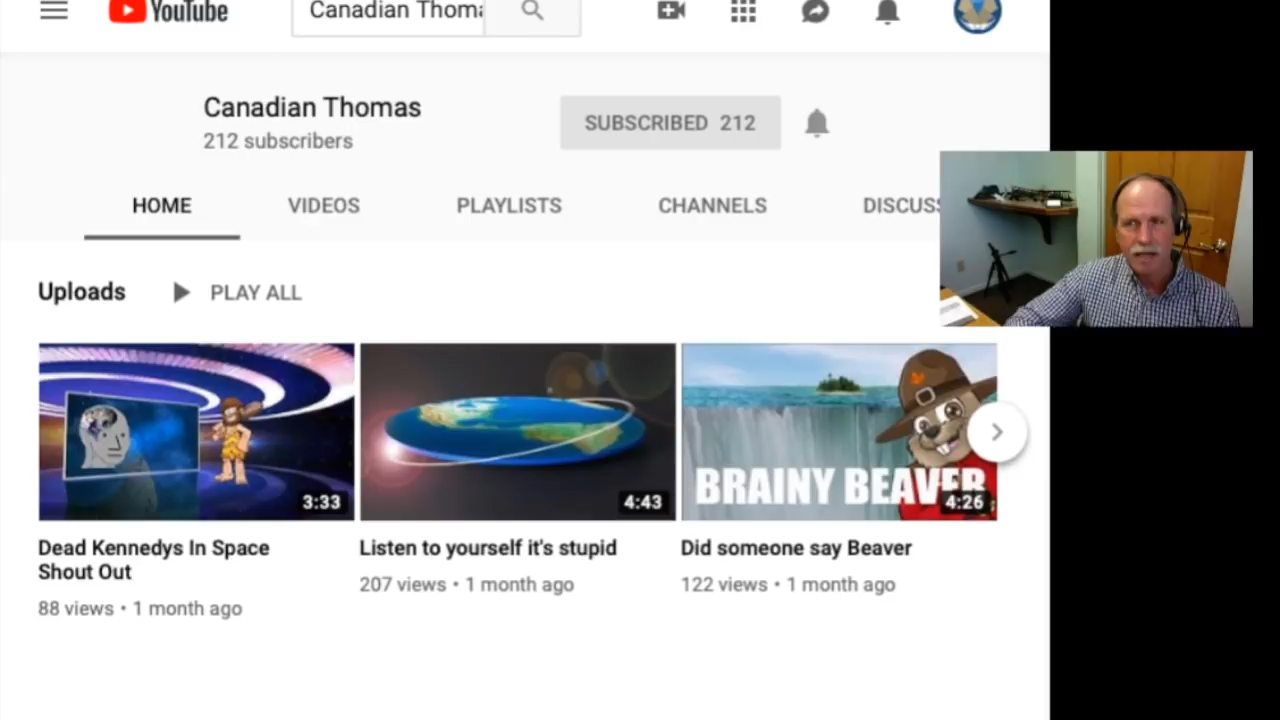 YouTube
Canadian Thoma
Canadian Thomas
212 subscribers
SUBSCRIBED 212
HOME
VIDEOS
PLAYLISTS
CHANNELS
DISCUSS
Uploads
PLAY ALL
3:33
4:43
BRAINY BEAVER
4:26
Dead Kennedys In Space
Shout Out
88 views • 1 month ago
Listen to yourself it's stupid
207 views • 1 month ago
Did someone say Beaver
122 views • 1 month ago